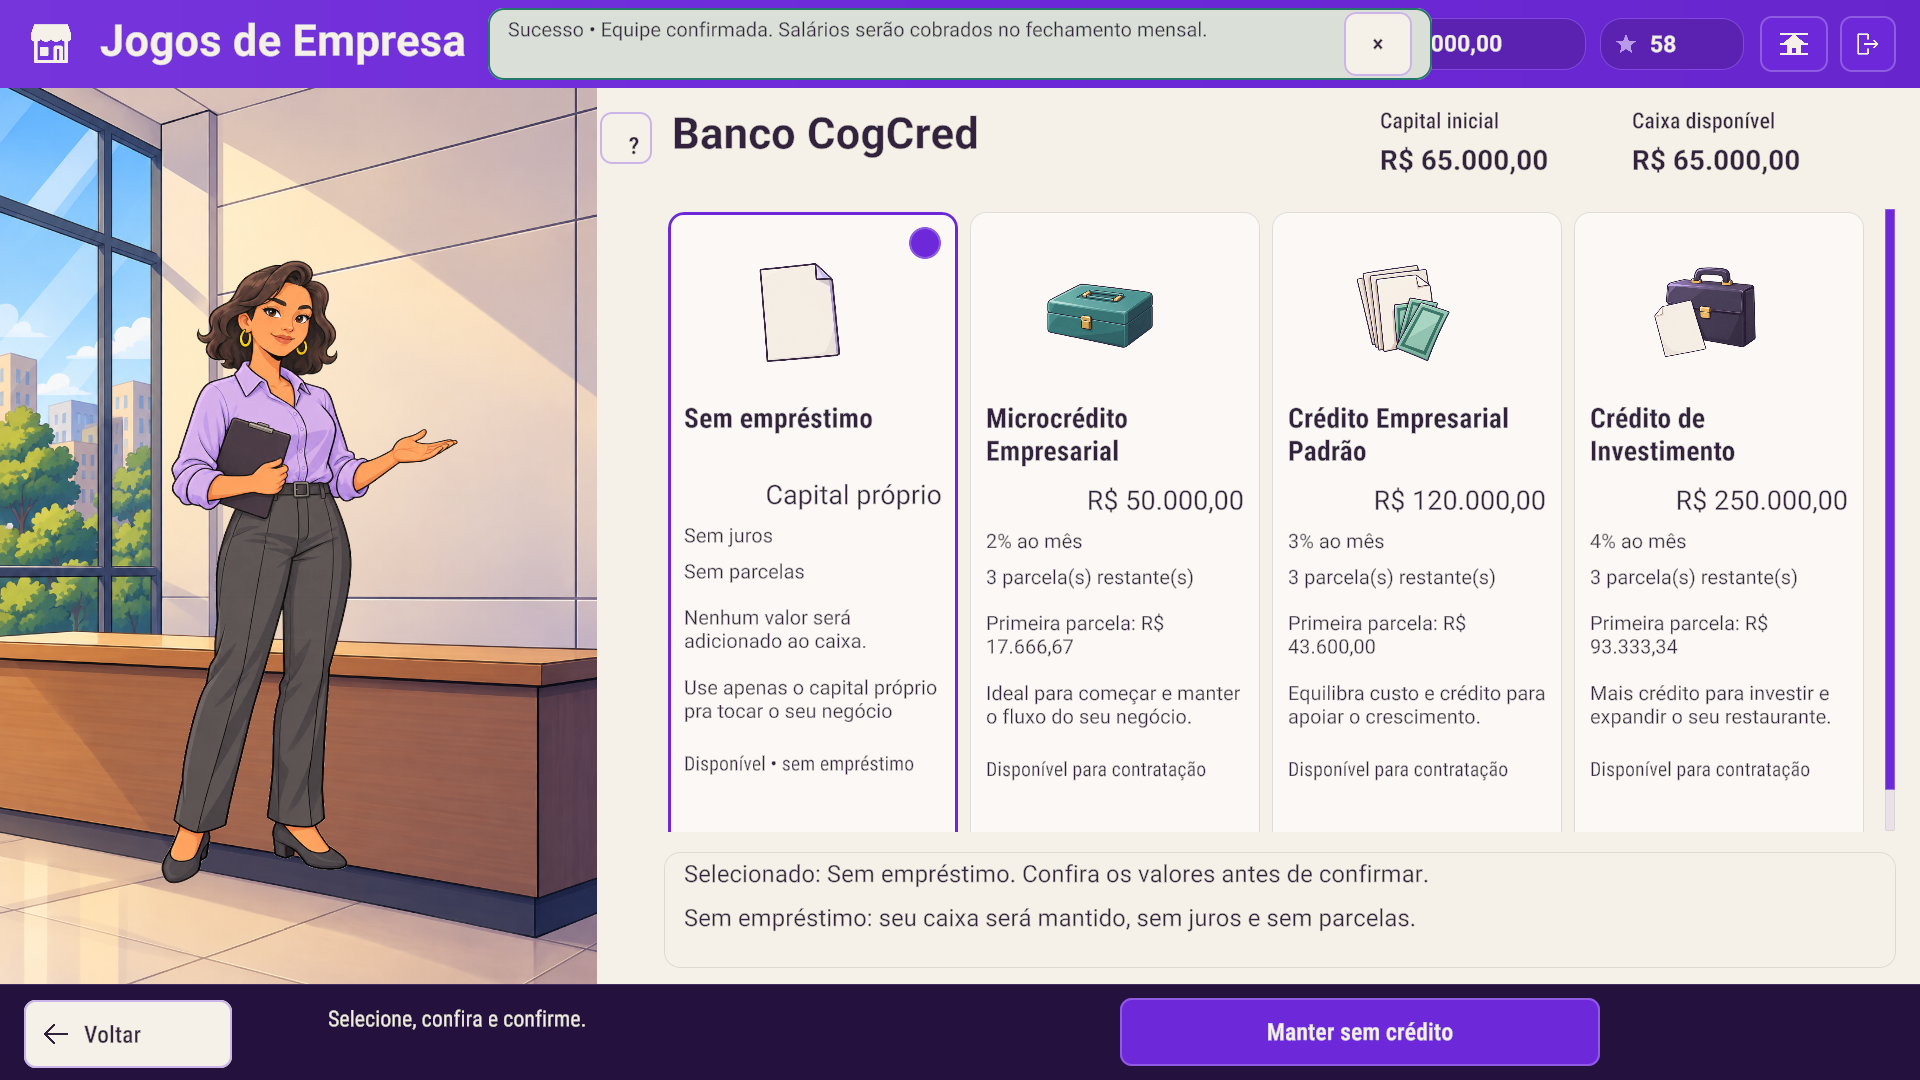 Jogos de Empresa
Sucesso • Equipe confirmada. Salários serão cobrados no fechamento mensal.
×
000,00
58
?
Banco CogCred
Capital inicial
R$ 65.000,00
Caixa disponível
R$ 65.000,00
Sem empréstimo
Capital próprio
Sem juros
Sem parcelas
Nenhum valor será
adicionado ao caixa.
Use apenas o capital próprio
pra tocar o seu negócio
Disponível • sem empréstimo
Microcrédito
Empresarial
R$ 50.000,00
2% ao mês
3 parcela(s) restante(s)
Primeira parcela: R$
17.666,67
Ideal para começar e manter
o fluxo do seu negócio.
Disponível para contratação
Crédito Empresarial
Padrão
R$ 120.000,00
3% ao mês
3 parcela(s) restante(s)
Primeira parcela: R$
43.600,00
Equilibra custo e crédito para
apoiar o crescimento.
Disponível para contratação
Crédito de
Investimento
R$ 250.000,00
4% ao mês
3 parcela(s) restante(s)
Primeira parcela: R$
93.333,34
Mais crédito para investir e
expandir o seu restaurante.
Disponível para contratação
Selecionado: Sem empréstimo. Confira os valores antes de confirmar.
Sem empréstimo: seu caixa será mantido, sem juros e sem parcelas.
Voltar
Selecione, confira e confirme.
Manter sem crédito